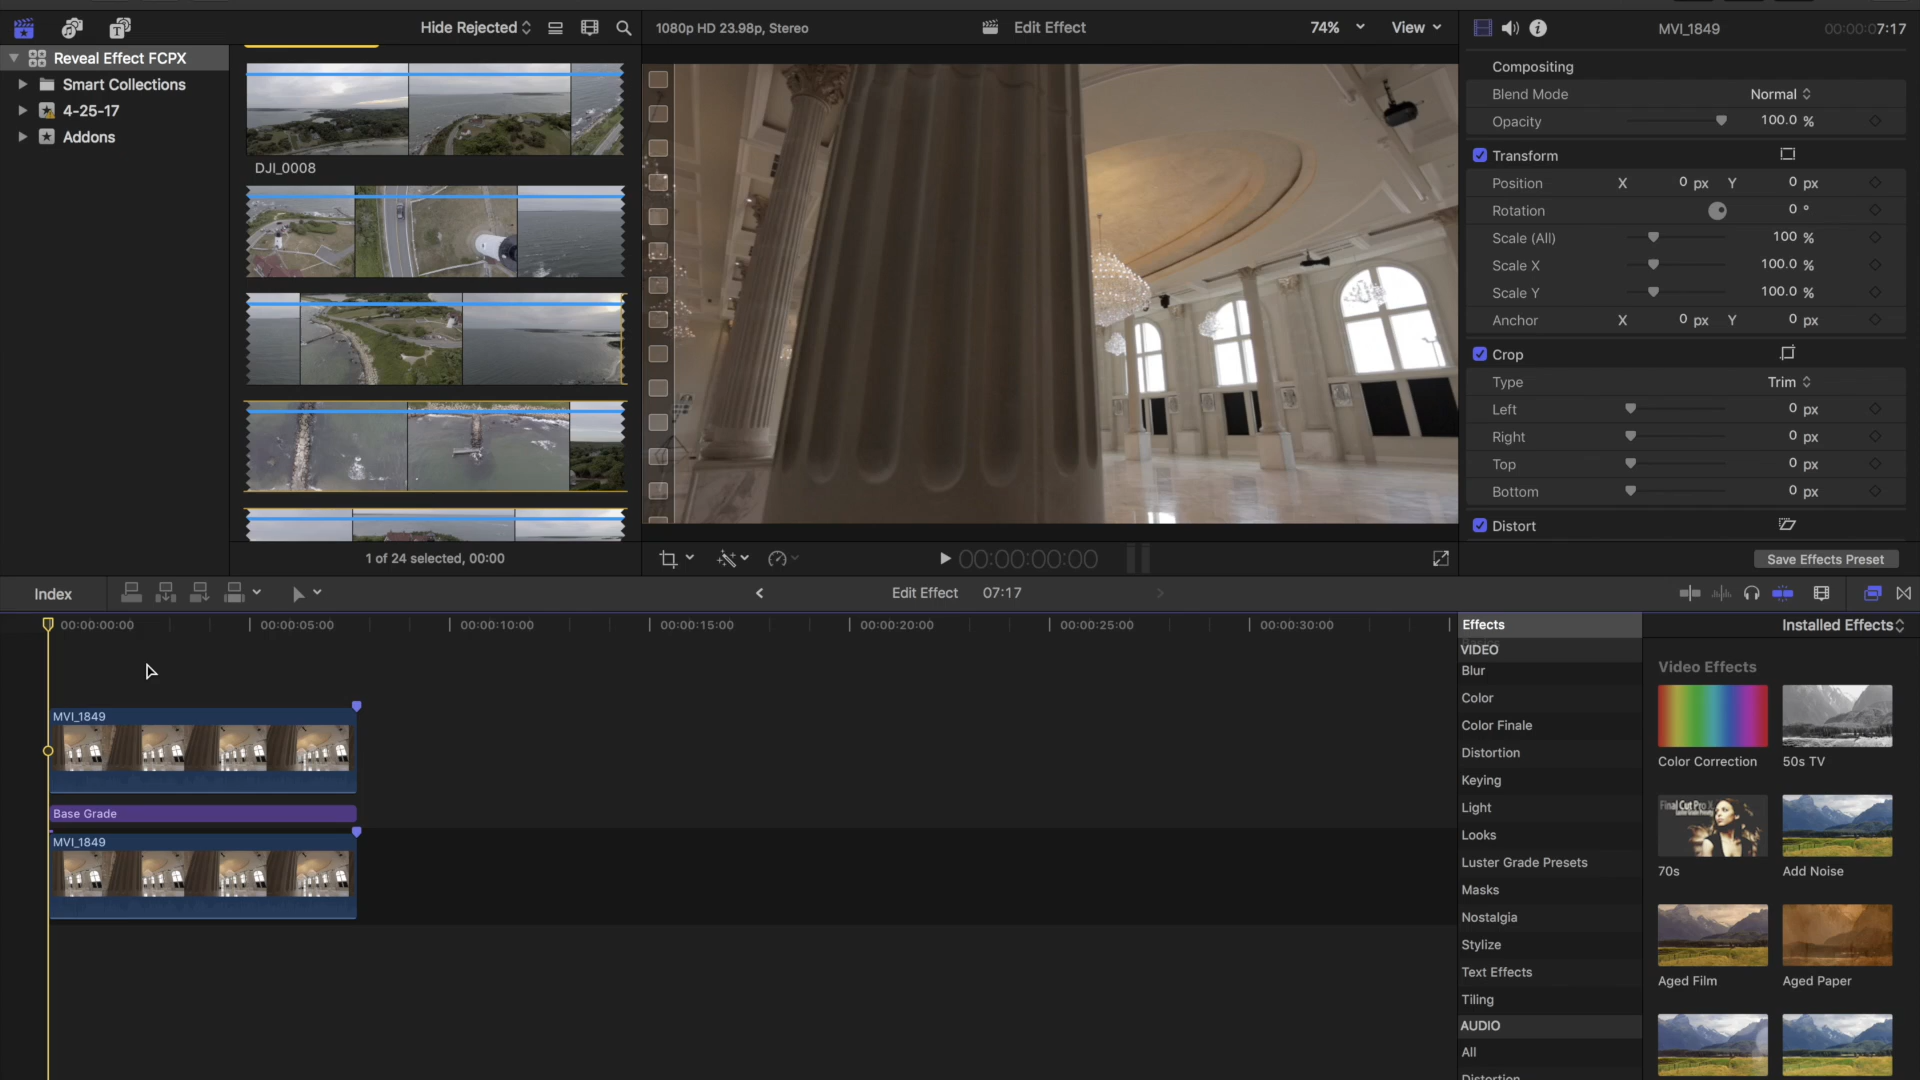 Hide Rejected
1080p HD 23.98p, Stereo
Edit Effect
74%
View
MVI_1849
00:00:07:17
Reveal Effect FCPX
Smart Collections
4-25-17
Addons
DJI_0008
1 of 24 selected, 00:00
00:00:00:00
Compositing
Blend Mode
Normal
Opacity
100.0 %
Transform
Position
X
0 px
Y
0 px
Rotation
0 °
Scale (All)
100 %
Scale X
100.0 %
Scale Y
100.0 %
Anchor
X
0 px
Y
0 px
Crop
Type
Trim
Left
0 px
Right
0 px
Top
0 px
Bottom
0 px
Distort
Save Effects Preset
Index
Edit Effect
07:17
00:00:00:00
00:00:05:00
00:00:10:00
00:00:15:00
00:00:20:00
00:00:25:00
00:00:30:00
MVI_1849
Base Grade
MVI_1849
Effects
Installed Effects
VIDEO
Blur
Color
Color Finale
Distortion
Keying
Light
Looks
Luster Grade Presets
Masks
Nostalgia
Stylize
Text Effects
Tiling
AUDIO
All
Distortion
Video Effects
Color Correction
50s TV
Final Cut Pro X
Luster Grade Presets
70s
Add Noise
Aged Film
Aged Paper